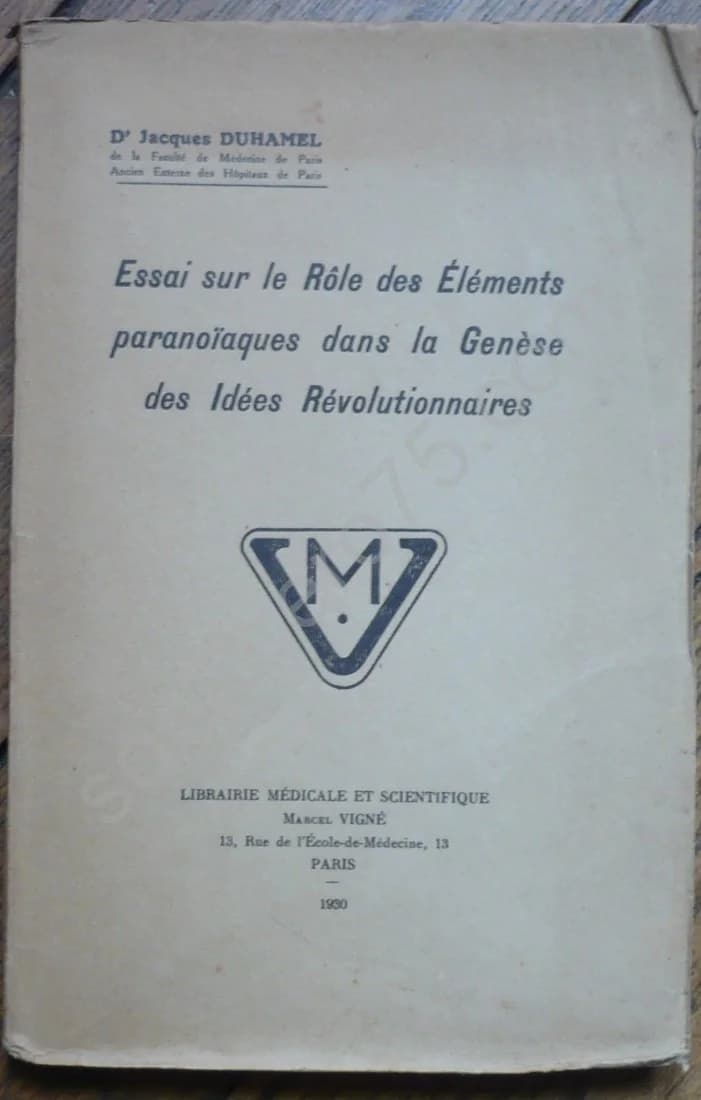 Dʳ Jacques DUHAMEL
de la Faculté de Médecine de Paris
Ancien Externe des Hôpitaux de Paris
Essai sur le Rôle des Éléments
paranoïaques dans la Genèse
des Idées Révolutionnaires
VM
LIBRAIRIE MÉDICALE ET SCIENTIFIQUE
MARCEL VIGNÉ
13, Rue de l'École-de-Médecine, 13
PARIS
1930